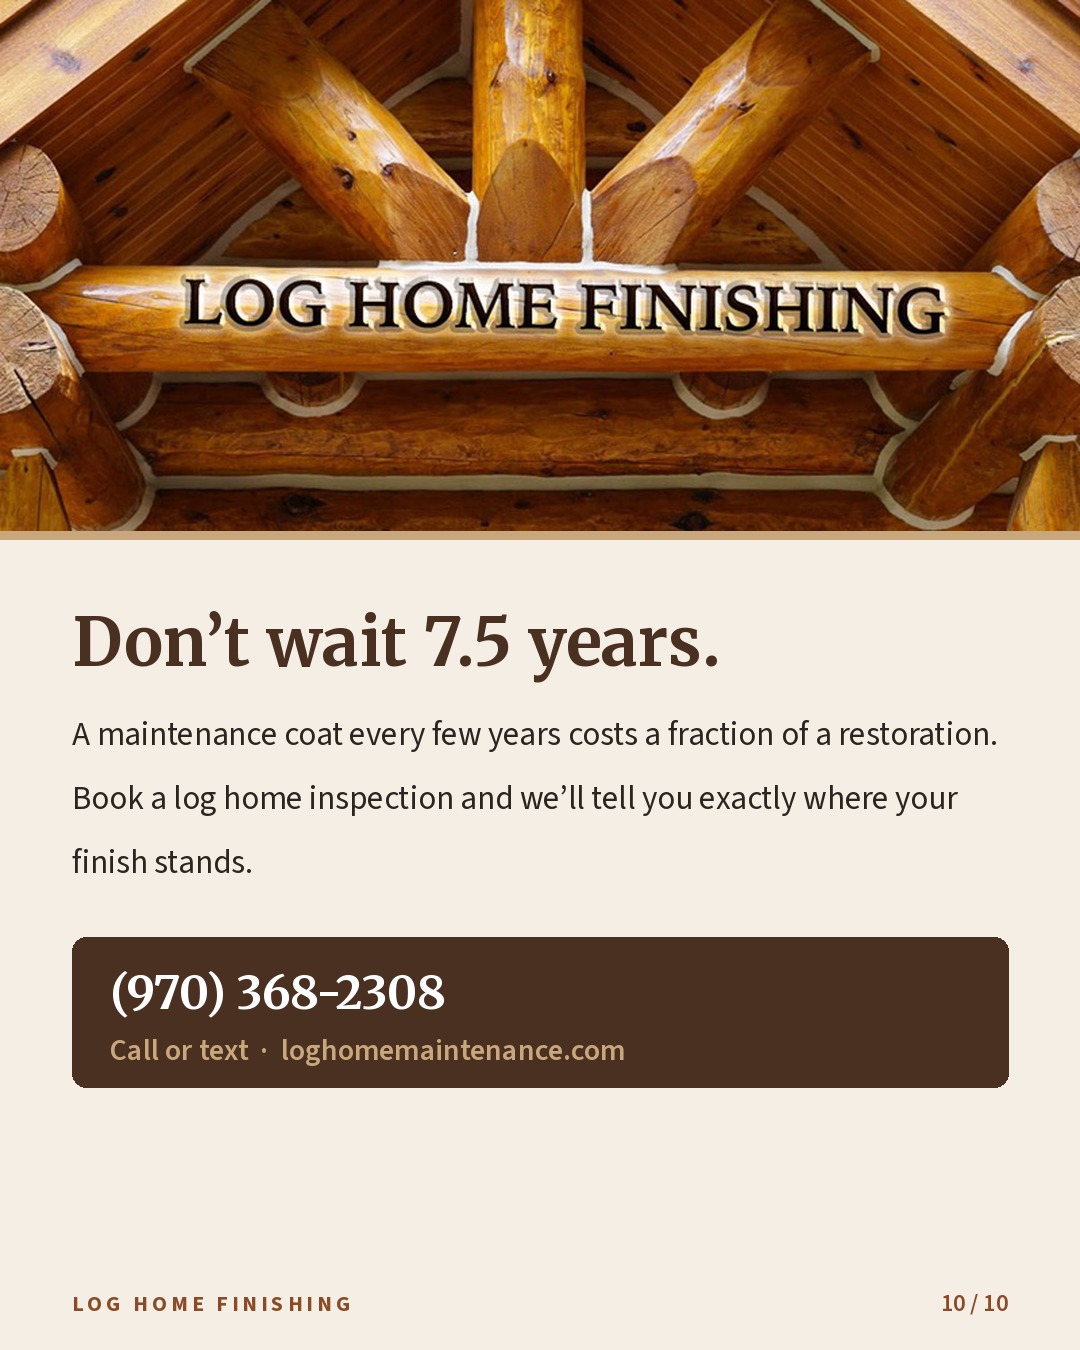 LOG HOME FINISHING
Don’t wait 7.5 years.
A maintenance coat every few years costs a fraction of a restoration.
Book a log home inspection and we’ll tell you exactly where your
finish stands.
(970) 368-2308
Call or text · loghomemaintenance.com
LOG HOME FINISHING
10 / 10